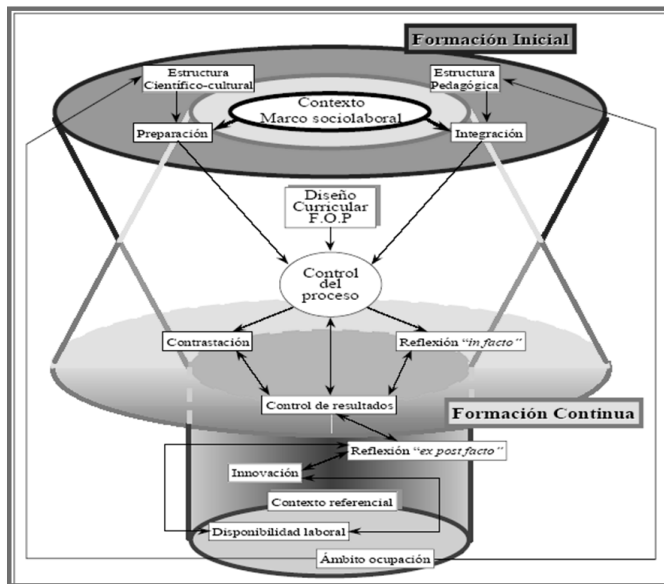 Formación Inicial
Estructura
Científico-cultural
Estructura
Pedagógica
Contexto
Marco sociolaboral
Preparación
Integración
Diseño
Curricular
F.O.P
Control
del
proceso
Contrastación
Reflexión “in facto”
Control de resultados
Formación Continua
Reflexión “ex post facto”
Innovación
Contexto referencial
Disponibilidad laboral
Ámbito ocupación